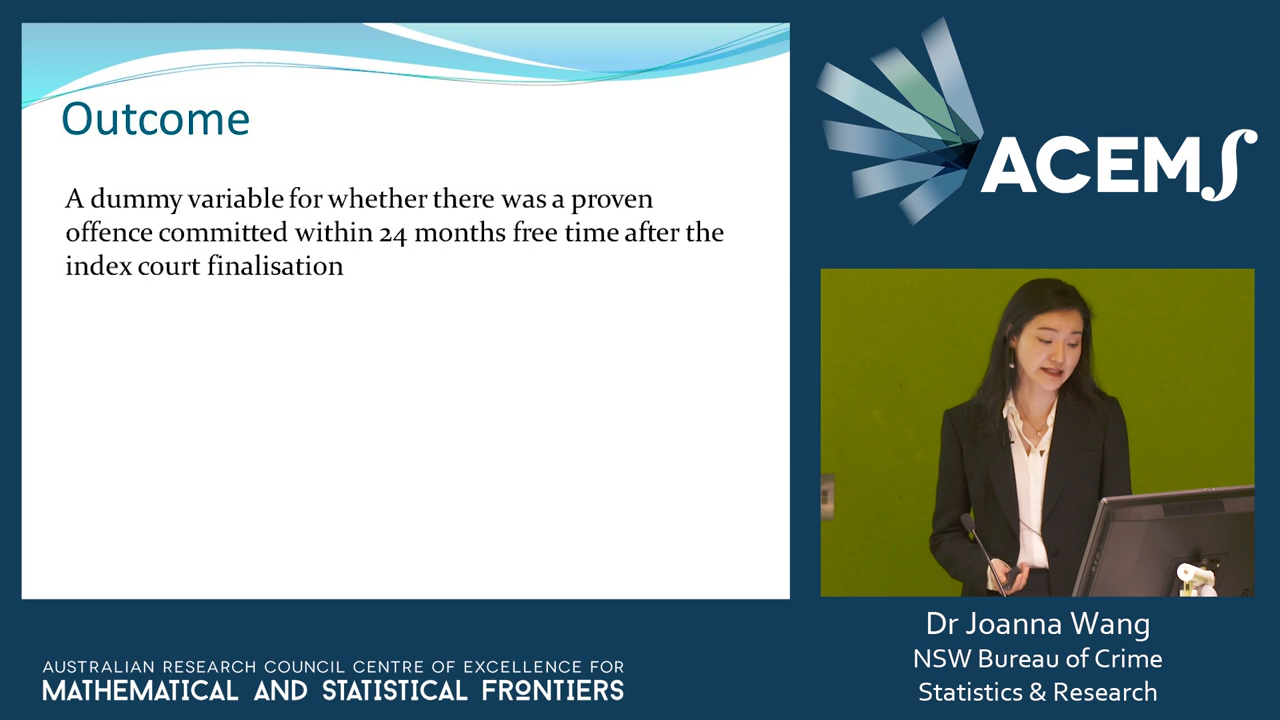 Outcome
A dummy variable for whether there was a proven
offence committed within 24 months free time after the
index court finalisation
ACEMS
Dr Joanna Wang
NSW Bureau of Crime
Statistics & Research
AUSTRALIAN RESEARCH COUNCIL CENTRE OF EXCELLENCE FOR
MATHEMATICAL AND STATISTICAL FRONTIERS